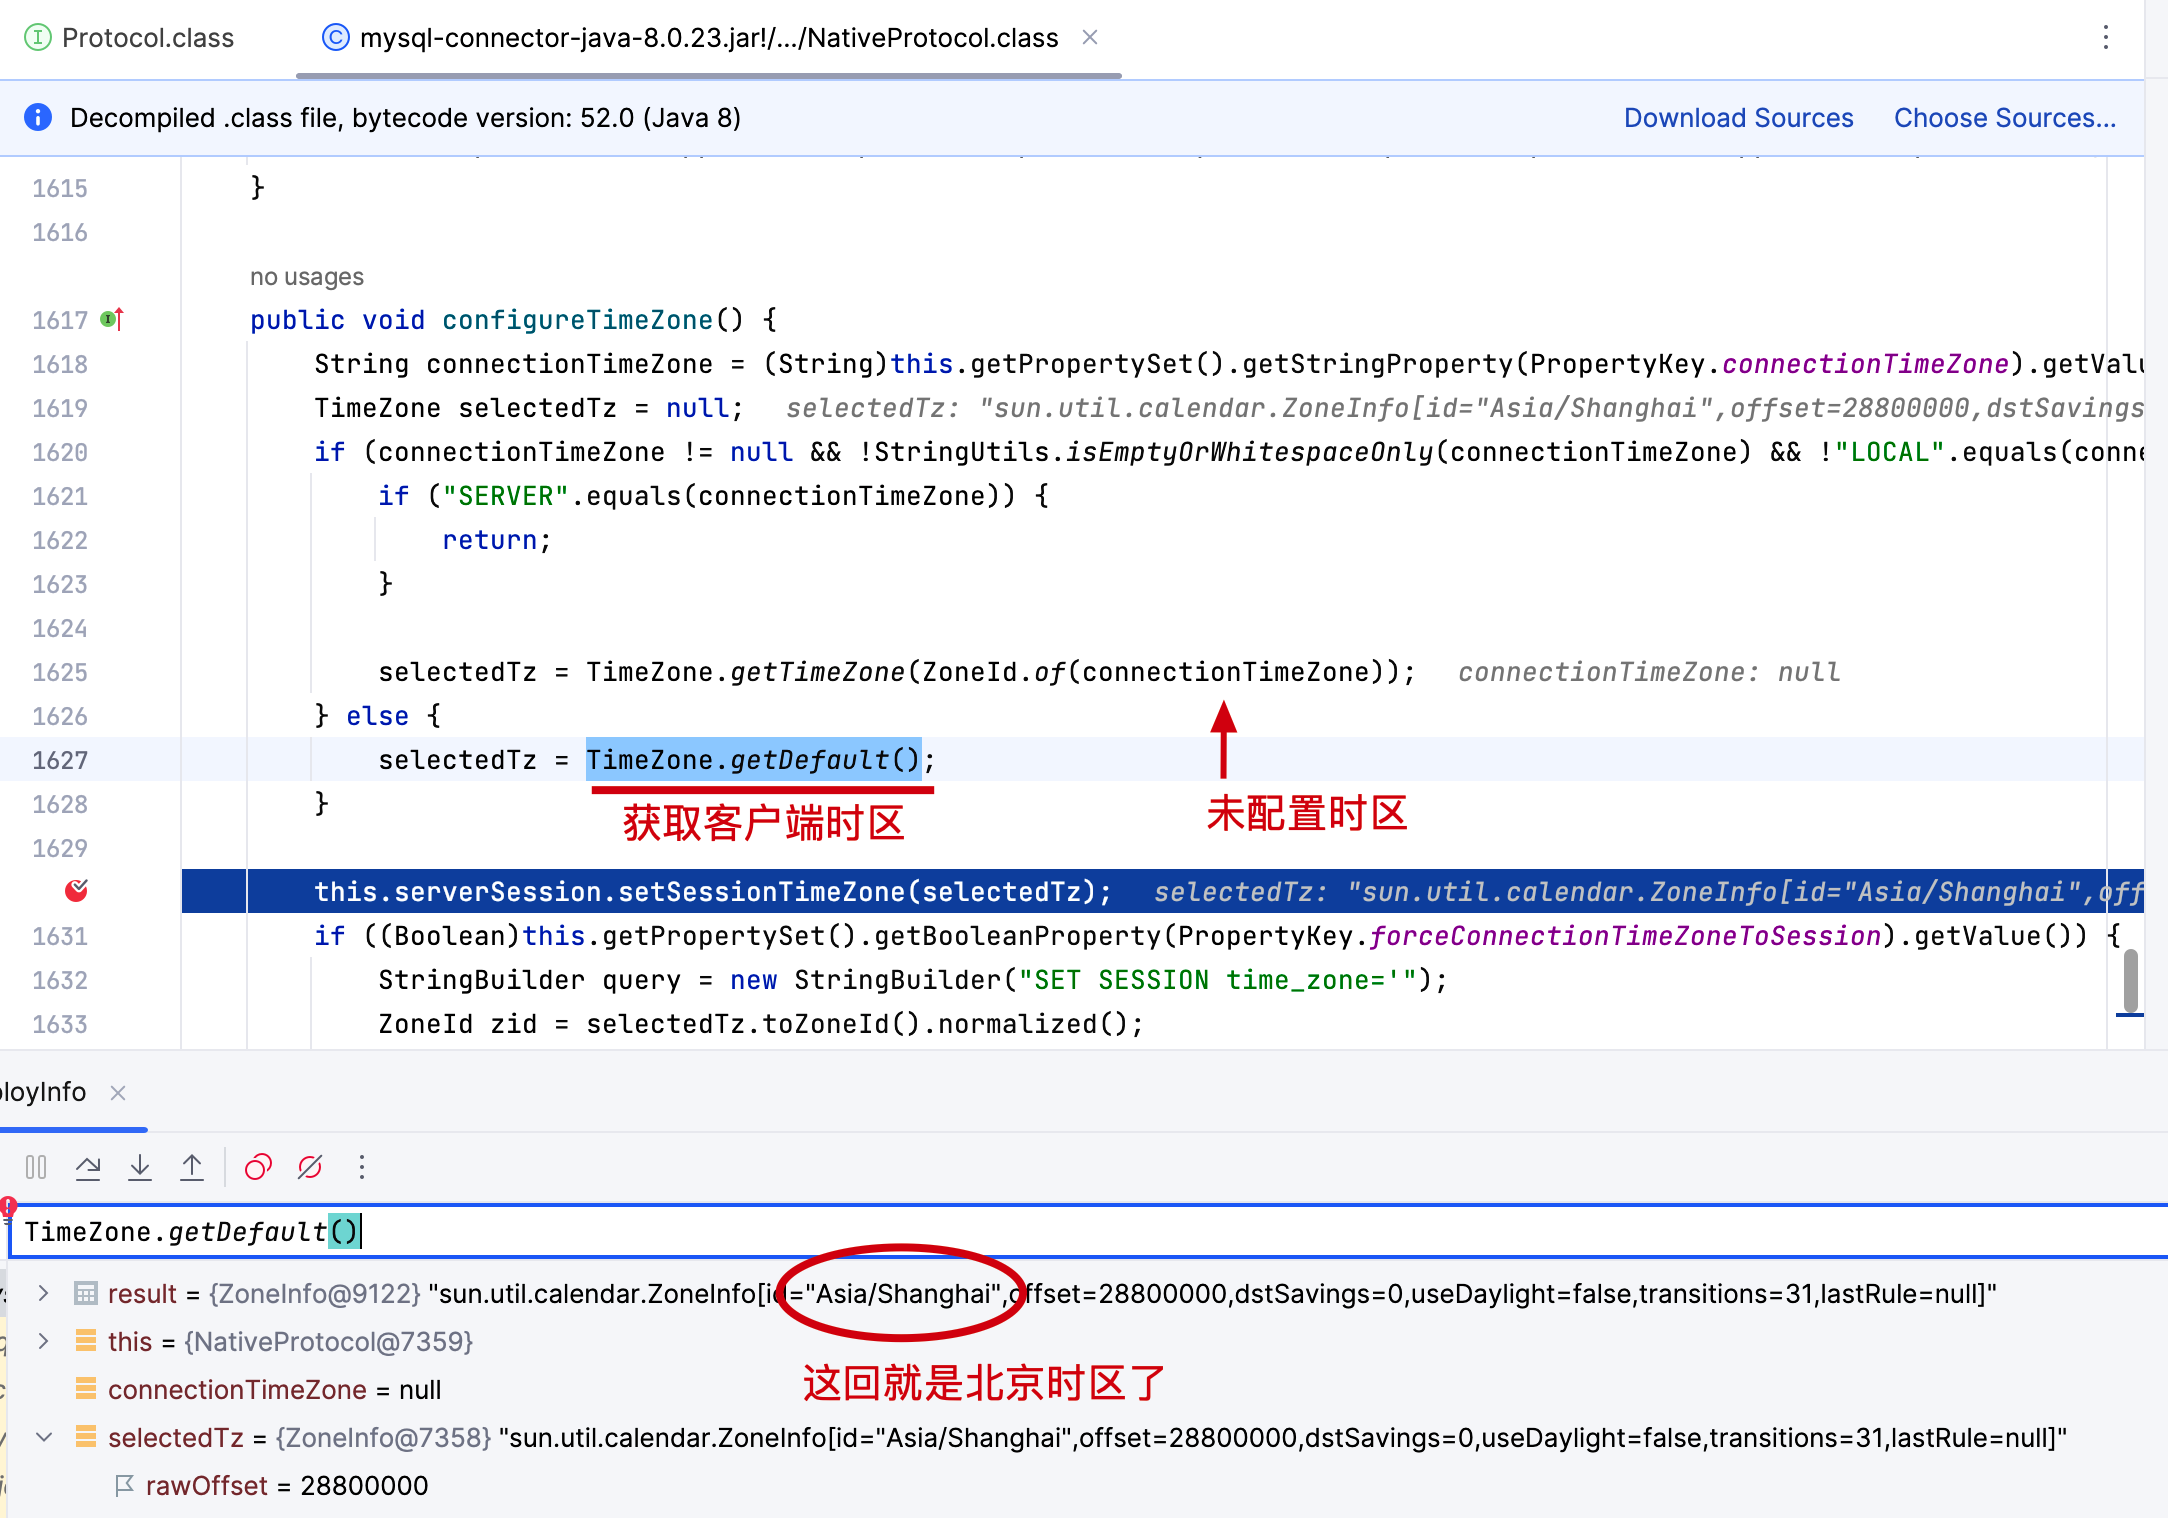 Protocol.class
mysql-connector-java-8.0.23.jar!/.../NativeProtocol.class
Decompiled .class file, bytecode version: 52.0 (Java 8)
Download Sources
Choose Sources...
1615 }
1616
no usages
1617 public void configureTimeZone() {
1618 String connectionTimeZone = (String)this.getPropertySet().getStringProperty(PropertyKey.connectionTimeZone).getValu
1619 TimeZone selectedTz = null; selectedTz: "sun.util.calendar.ZoneInfo[id="Asia/Shanghai",offset=28800000,dstSavings
1620 if (connectionTimeZone != null && !StringUtils.isEmptyOrWhitespaceOnly(connectionTimeZone) && !"LOCAL".equals(conne
1621 if ("SERVER".equals(connectionTimeZone)) {
1622 return;
1623 }
1624
1625 selectedTz = TimeZone.getTimeZone(ZoneId.of(connectionTimeZone)); connectionTimeZone: null
1626 } else {
1627 selectedTz = TimeZone.getDefault();
1628 }
获取客户端时区
未配置时区
1629
this.serverSession.setSessionTimeZone(selectedTz); selectedTz: "sun.util.calendar.ZoneInfo[id="Asia/Shanghai",off
1631 if ((Boolean)this.getPropertySet().getBooleanProperty(PropertyKey.forceConnectionTimeZoneToSession).getValue()) {
1632 StringBuilder query = new StringBuilder("SET SESSION time_zone='");
1633 ZoneId zid = selectedTz.toZoneId().normalized();
loyInfo
TimeZone.getDefault()
result = {ZoneInfo@9122} "sun.util.calendar.ZoneInfo[id="Asia/Shanghai",offset=28800000,dstSavings=0,useDaylight=false,transitions=31,lastRule=null]"
this = {NativeProtocol@7359}
这回就是北京时区了
connectionTimeZone = null
selectedTz = {ZoneInfo@7358} "sun.util.calendar.ZoneInfo[id="Asia/Shanghai",offset=28800000,dstSavings=0,useDaylight=false,transitions=31,lastRule=null]"
rawOffset = 28800000